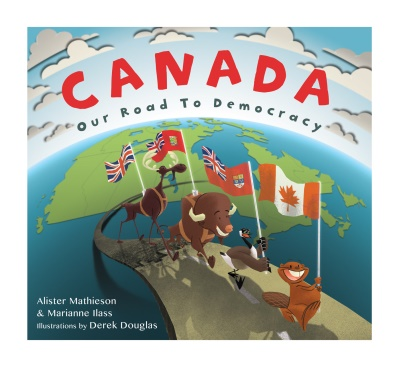 CANADA
Our Road To Democracy
Alister Mathieson
& Marianne Ilass
Illustrations by Derek Douglas